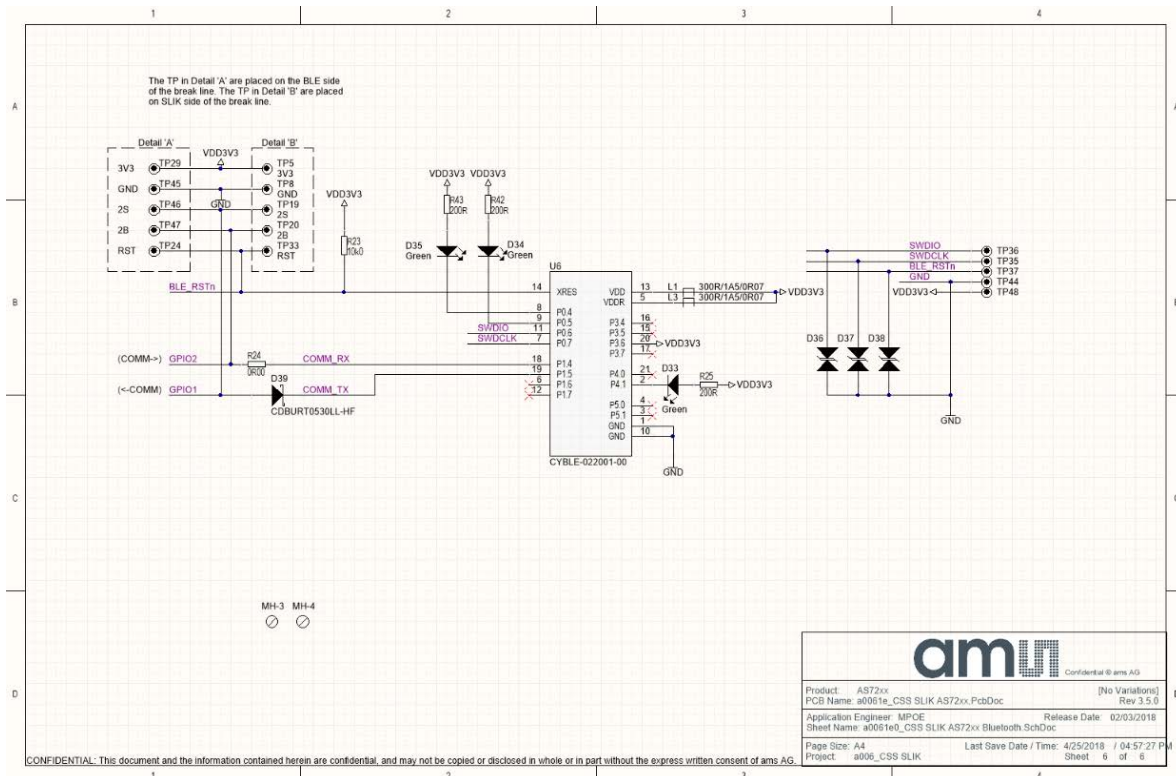 1 2 3 4
The TP in Detail 'A' are placed on the BLE side
of the break line. The TP in Detail 'B' are placed
on SLIK side of the break line.
A
Detail 'A' Detail 'B'
VDD3V3
3V3 TP29 TP5
3V3
GND TP45 TP8
GND
GND
2S TP46 TP19
2S
2B TP47 TP20
2B
RST TP24 TP33
RST
VDD3V3
R23
10k0
VDD3V3 VDD3V3
R43
200R
R42
200R
D35
Green
D34
Green
B
BLE_RSTn
SWDIO
SWDCLK
(COMM->) GPIO2 R24 COMM_RX
0R00
(<-COMM) GPIO1 D39 COMM_TX
CDBURT0530LL-HF
U6
14 XRES VDD 13 L1 300R/1A5/0R07
VDDR 5 L3 300R/1A5/0R07
VDD3V3
8 P0.4
9 P0.5
11 P0.6
7 P0.7
18 P1.4
19 P1.5
6 P1.6
12 P1.7
P3.4 16
P3.5 15
P3.6 20 VDD3V3
P3.7 17
P4.0 21
P4.1 2
D33
Green
R25
200R
VDD3V3
P5.0 4
P5.1 3
GND 1
GND 10
GND
CYBLE-022001-00
SWDIO TP36
SWDCLK TP35
BLE_RSTn TP37
GND TP44
VDD3V3 TP48
D36 D37 D38
GND
C
MH-3 MH-4
D
am
Confidential © ams AG
Product: AS72xx [No Variations]
PCB Name: a0061e_CSS SLIK AS72xx.PcbDoc Rev 3.5.0
Application Engineer: MPOE Release Date: 02/03/2018
Sheet Name: a0061e0_CSS SLIK AS72xx Bluetooth.SchDoc
Page Size: A4 Last Save Date / Time: 4/25/2018 / 04:57:27 PM
Project: a006_CSS SLIK Sheet 6 of 6
CONFIDENTIAL: This document and the information contained herein are confidential, and may not be copied or disclosed in whole or in part without the express written consent of ams AG.
1 2 3 4